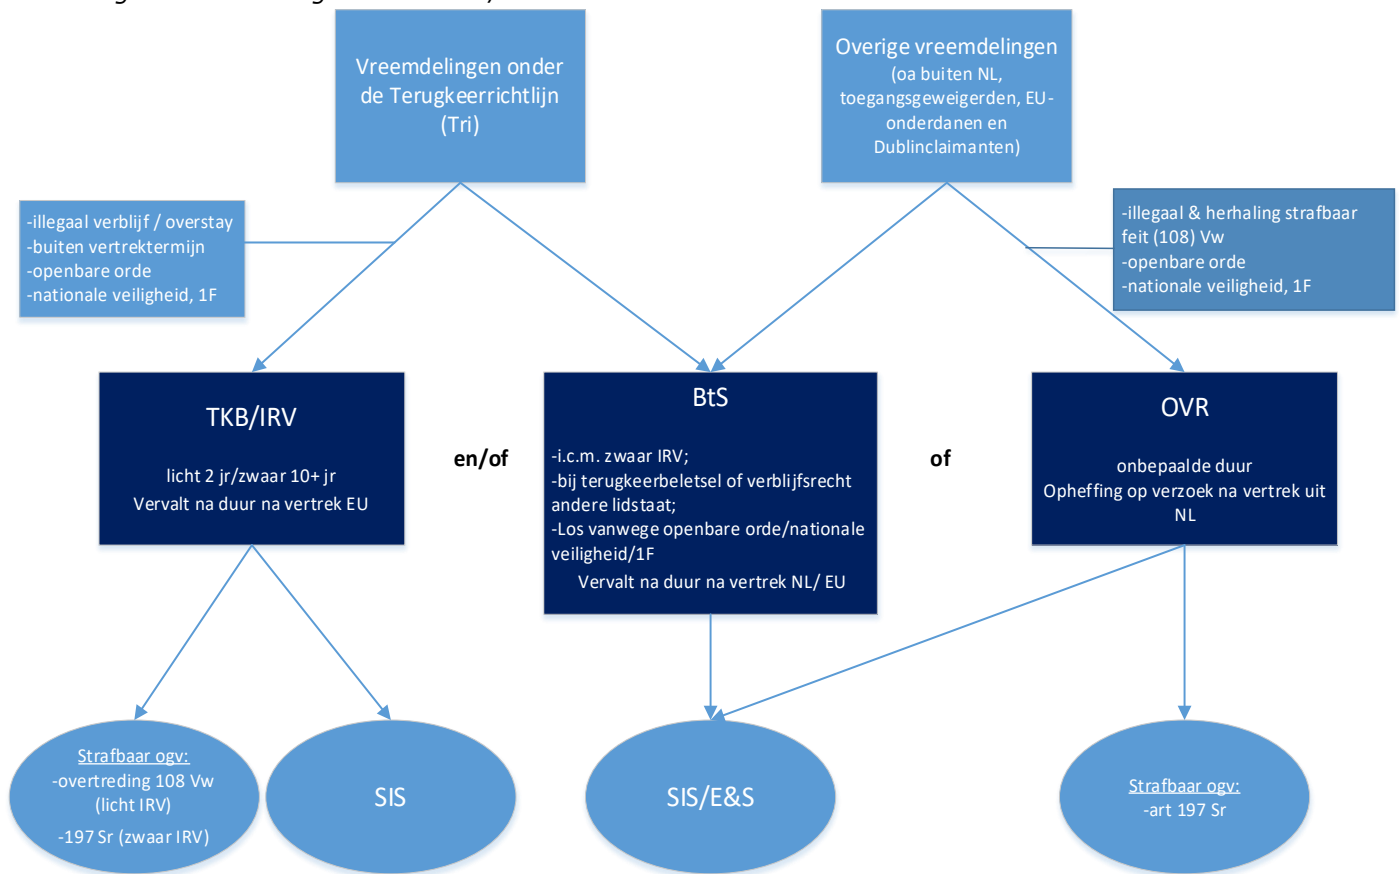 Vreemdelingen onder
de Terugkeerrichtlijn
(Tri)
Overige vreemdelingen
(oa buiten NL,
toegangsgeweigerden, EU-
onderdanen en
Dublinclaimanten)
-illegaal verblijf / overstay
-buiten vertrektermijn
-openbare orde
-nationale veiligheid, 1F
-illegaal & herhaling strafbaar
feit (108) Vw
-openbare orde
-nationale veiligheid, 1F
TKB/IRV
licht 2 jr/zwaar 10+ jr
Vervalt na duur na vertrek EU
en/of
BtS
-i.c.m. zwaar IRV;
-bij terugkeerbeletsel of verblijfsrecht
andere lidstaat;
-Los vanwege openbare orde/nationale
veiligheid/1F
Vervalt na duur na vertrek NL/ EU
of
OVR
onbepaalde duur
Opheffing op verzoek na vertrek uit
NL
Strafbaar ogv:
-overtreding 108 Vw
(licht IRV)
-197 Sr (zwaar IRV)
SIS
SIS/E&S
Strafbaar ogv:
-art 197 Sr